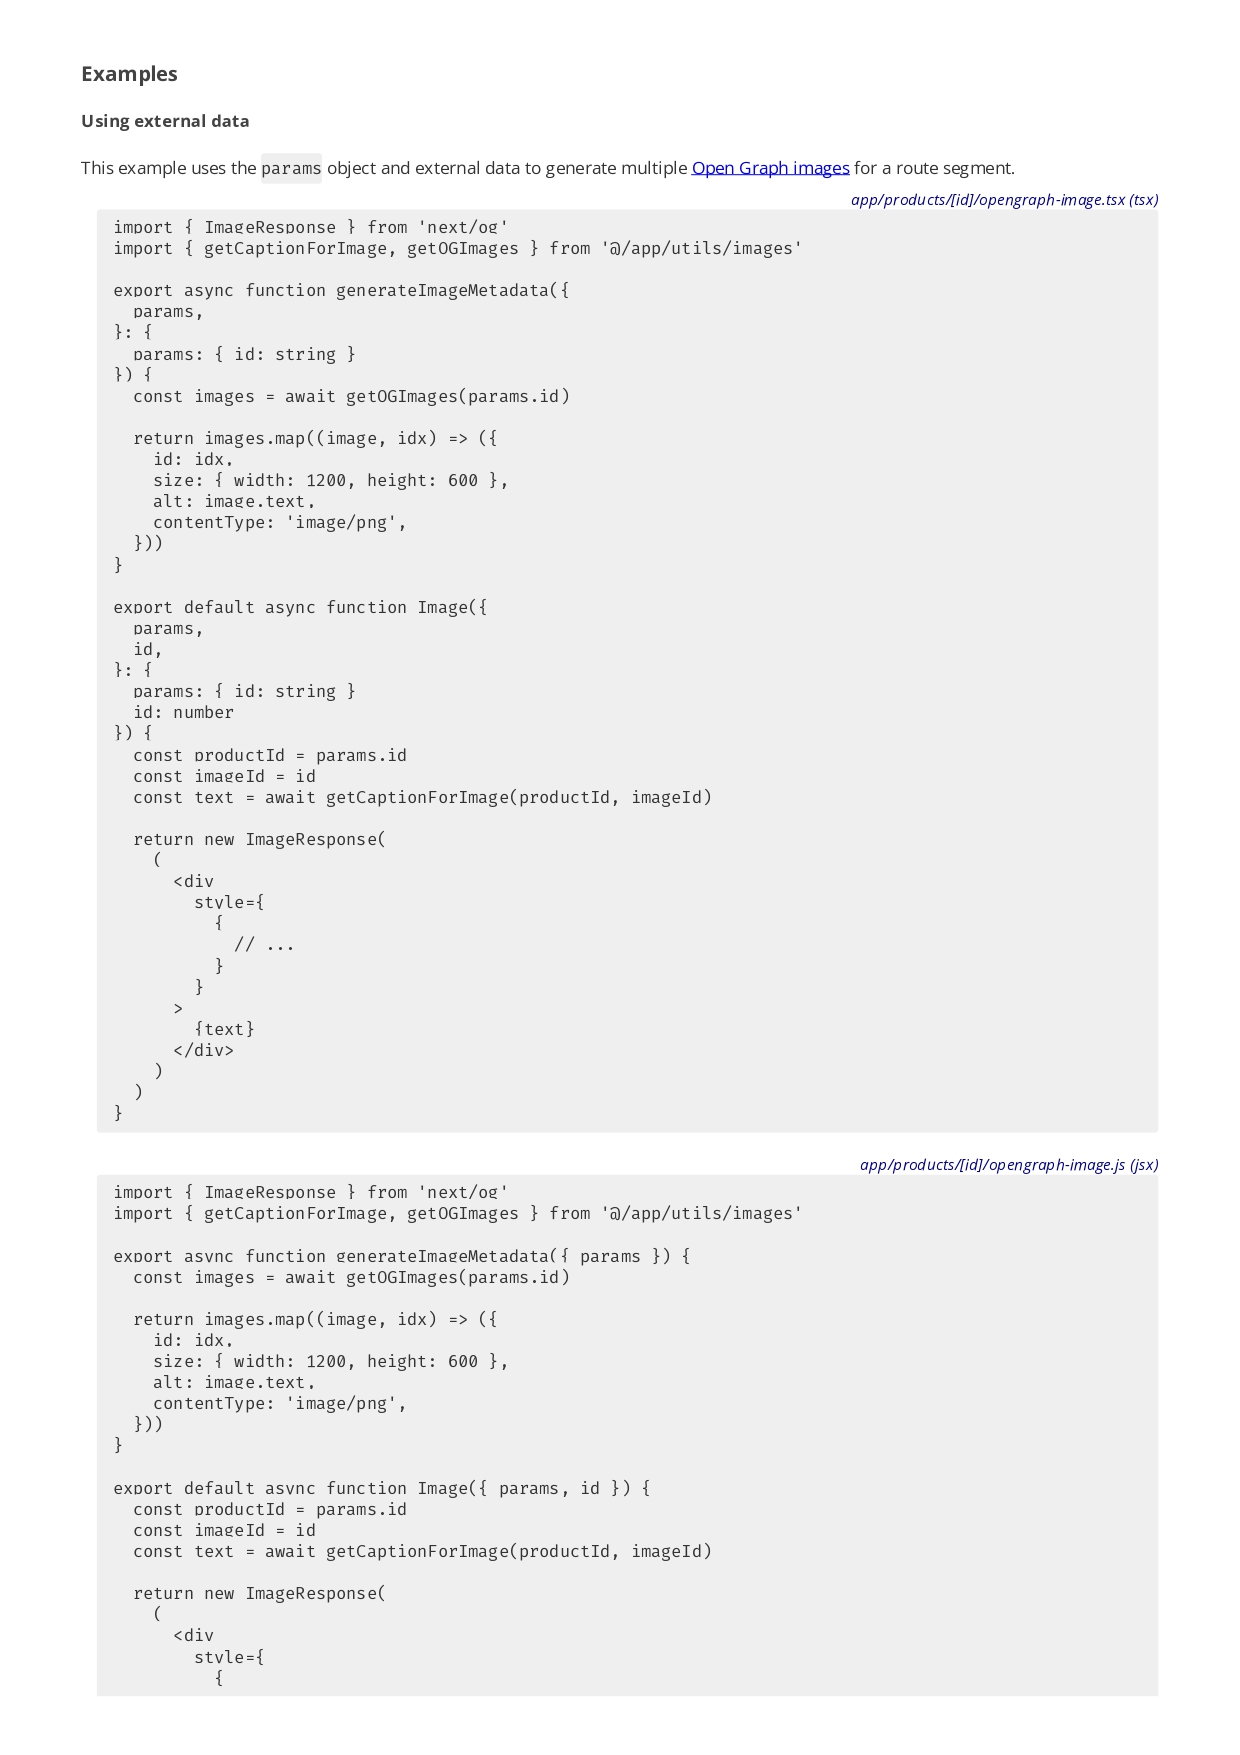 Examples
Using external data
This example uses the params object and external data to generate multiple Open Graph images for a route segment.
app/products/[id]/opengraph-image.tsx (tsx)
import { ImageResponse } from 'next/og'
import { getCaptionForImage, getOGImages } from '@/app/utils/images'

export async function generateImageMetadata({
  params,
}: {
  params: { id: string }
}) {
  const images = await getOGImages(params.id)

  return images.map((image, idx) => ({
    id: idx,
    size: { width: 1200, height: 600 },
    alt: image.text,
    contentType: 'image/png',
  }))
}

export default async function Image({
  params,
  id,
}: {
  params: { id: string }
  id: number
}) {
  const productId = params.id
  const imageId = id
  const text = await getCaptionForImage(productId, imageId)

  return new ImageResponse(
    (
      <div
        style={
          {
            // ...
          }
        }
      >
        {text}
      </div>
    )
  )
}
app/products/[id]/opengraph-image.js (jsx)
import { ImageResponse } from 'next/og'
import { getCaptionForImage, getOGImages } from '@/app/utils/images'

export async function generateImageMetadata({ params }) {
  const images = await getOGImages(params.id)

  return images.map((image, idx) => ({
    id: idx,
    size: { width: 1200, height: 600 },
    alt: image.text,
    contentType: 'image/png',
  }))
}

export default async function Image({ params, id }) {
  const productId = params.id
  const imageId = id
  const text = await getCaptionForImage(productId, imageId)

  return new ImageResponse(
    (
      <div
        style={
          {